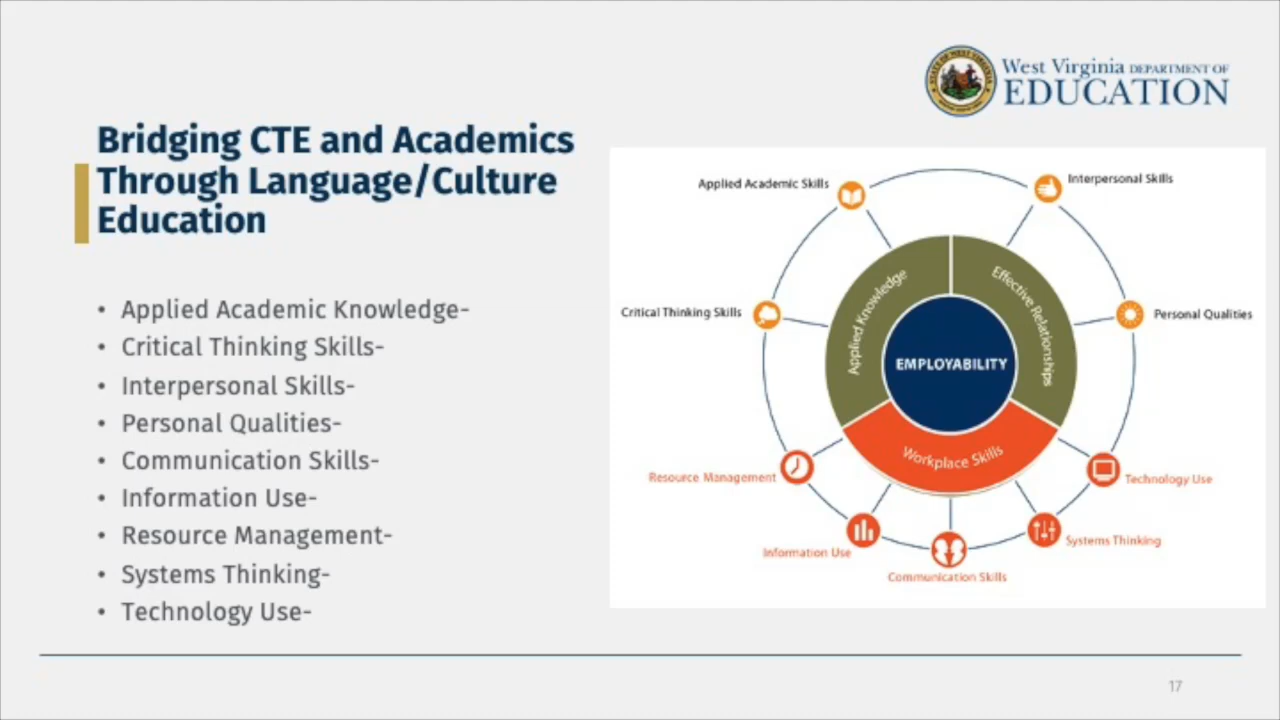 West Virginia DEPARTMENT OF
EDUCATION
Bridging CTE and Academics
Through Language/Culture
Education
• Applied Academic Knowledge-
• Critical Thinking Skills-
• Interpersonal Skills-
• Personal Qualities-
• Communication Skills-
• Information Use-
• Resource Management-
• Systems Thinking-
• Technology Use-
Applied Academic Skills
Interpersonal Skills
Critical Thinking Skills
Personal Qualities
Applied Knowledge
Effective Relationships
EMPLOYABILITY
Workplace Skills
Resource Management
Technology Use
Information Use
Systems Thinking
Communication Skills
17